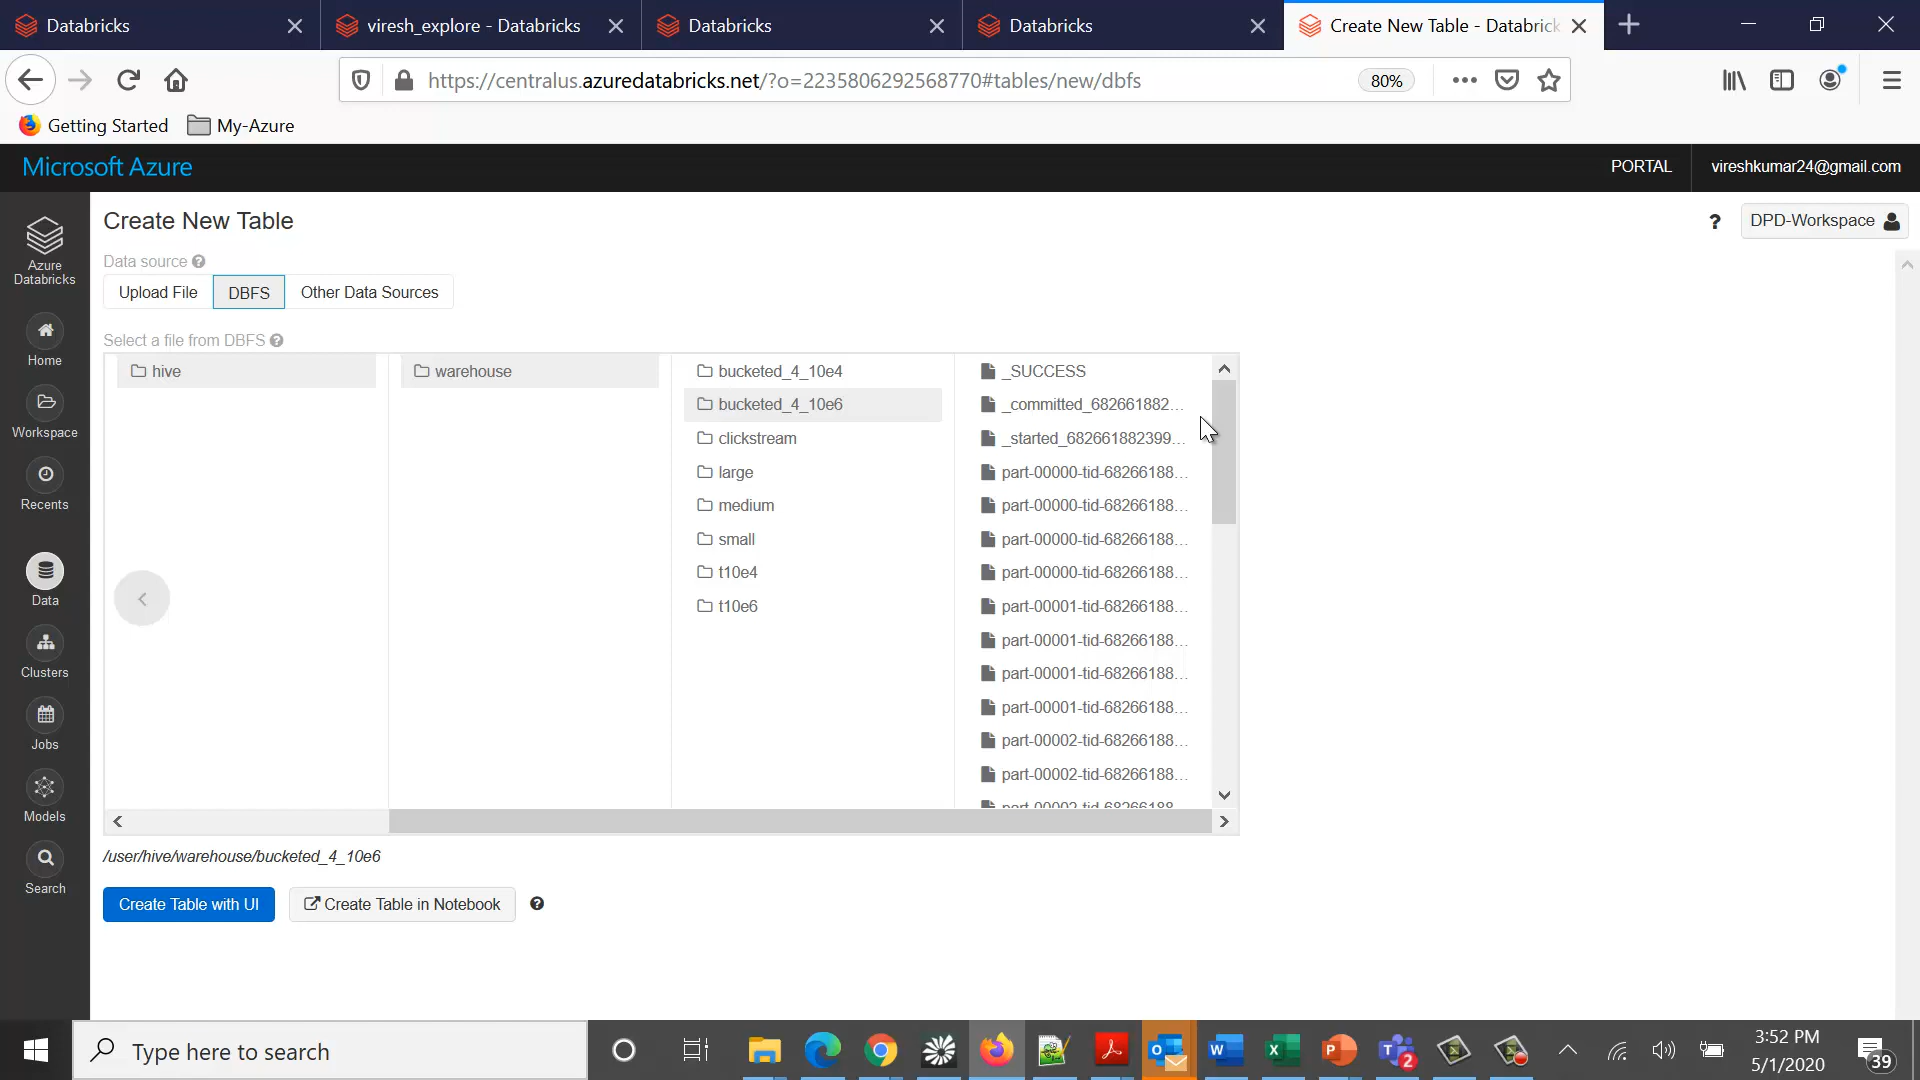 Databricks
viresh_explore - Databricks
Databricks
Databricks
Create New Table - Databrick
https://centralus.azuredatabricks.net/?o=2235806292568770#tables/new/dbfs
80%
Getting Started
My-Azure
Microsoft Azure
PORTAL
vireshkumar24@gmail.com
Azure
Databricks
Home
Workspace
Recents
Data
Clusters
Jobs
Models
Search
Create New Table
?
DPD-Workspace
Data source ?
Upload File
DBFS
Other Data Sources
Select a file from DBFS ?
hive
warehouse
bucketed_4_10e4
bucketed_4_10e6
clickstream
large
medium
small
t10e4
t10e6
_SUCCESS
_committed_682661882...
_started_682661882399...
part-00000-tid-68266188...
part-00000-tid-68266188...
part-00000-tid-68266188...
part-00000-tid-68266188...
part-00001-tid-68266188...
part-00001-tid-68266188...
part-00001-tid-68266188...
part-00001-tid-68266188...
part-00002-tid-68266188...
part-00002-tid-68266188...
part-00002-tid-68266188...
/user/hive/warehouse/bucketed_4_10e6
Create Table with UI
Create Table in Notebook
?
Type here to search
2
3:52 PM
5/1/2020
39